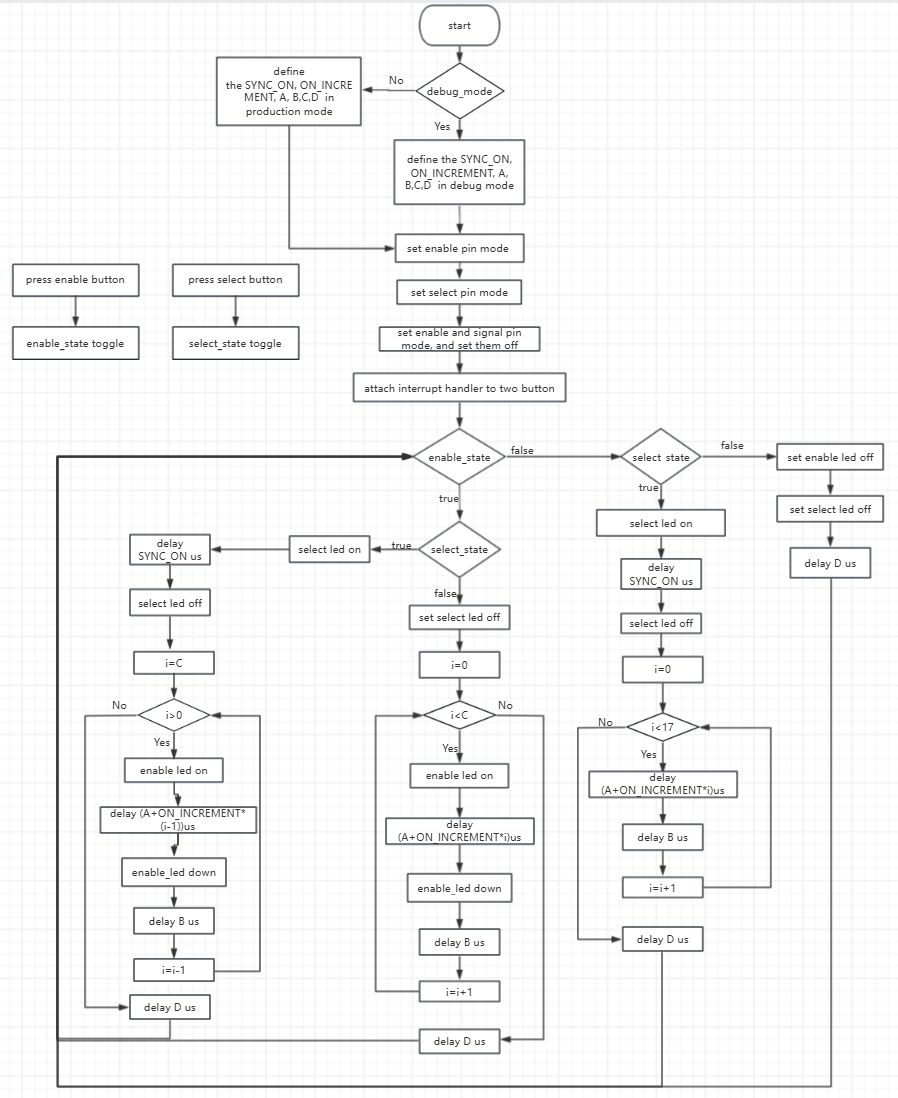 start
debug_mode
No
Yes
define
the SYNC_ON, ON_INCRE
MENT, A, B,C,D in
production mode
define the SYNC_ON,
ON_INCREMENT, A,
B,C,D in debug mode
set enable pin mode
set select pin mode
set enable and signal pin
mode, and set them off
attach interrupt handler to two button
press enable button
enable_state toggle
press select button
select_state toggle
enable_state
false
true
select state
false
true
set enable led off
set select led off
delay D us
select_state
true
false
select led on
delay
SYNC_ON us
select led off
i=C
i>0
No
Yes
enable led on
delay (A+ON_INCREMENT*
(i-1))us
enable_led down
delay B us
i=i-1
delay D us
set select led off
i=0
i<C
No
Yes
enable led on
delay
(A+ON_INCREMENT*i)us
enable_led down
delay B us
i=i+1
delay D us
select led on
delay
SYNC_ON us
select led off
i=0
i<17
No
Yes
delay
(A+ON_INCREMENT*i)us
delay B us
i=i+1
delay D us